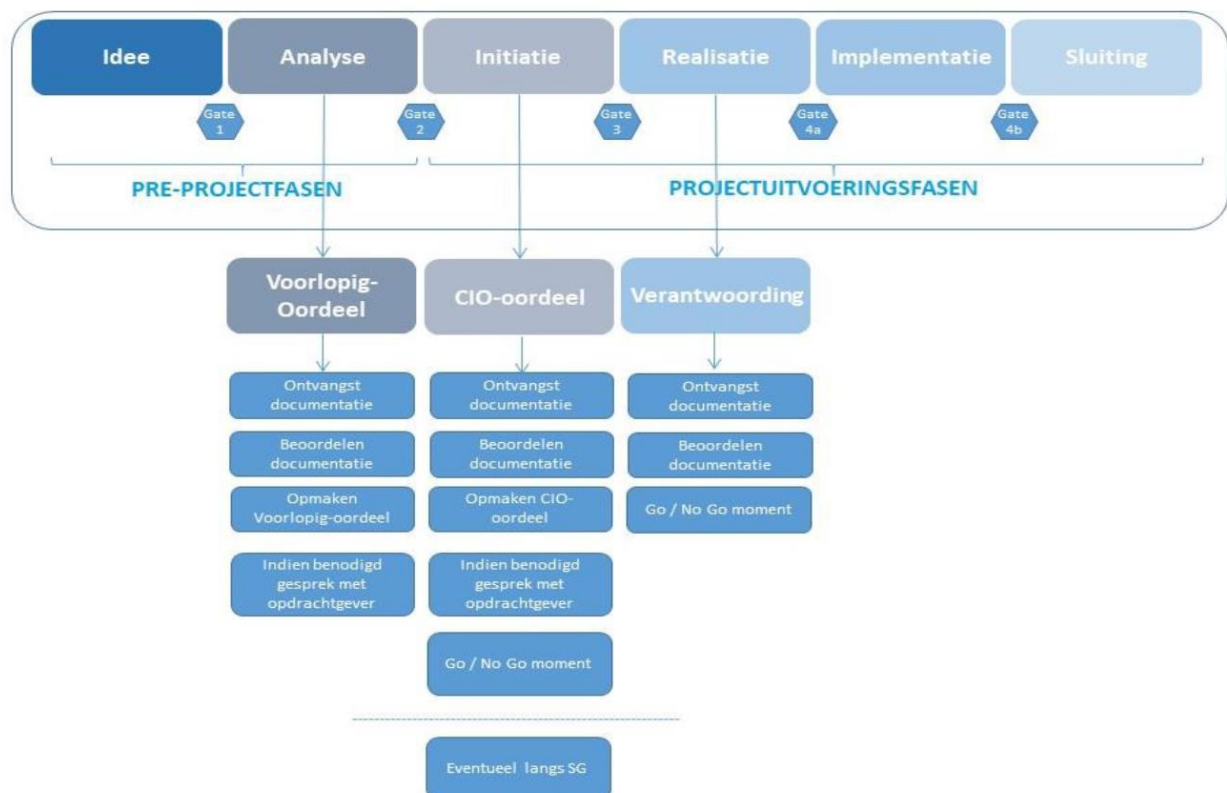 Idee
Analyse
Initiatie
Realisatie
Implementatie
Sluiting
Gate
1
Gate
2
Gate
3
Gate
4a
Gate
4b
PRE-PROJECTFASEN
PROJECTUITVOERINGSFASEN
Voorlopig-
Oordeel
CIO-oordeel
Verantwoording
Ontvangst
documentatie
Beoordelen
documentatie
Opmaken
Voorlopig-oordeel
Indien benodigd
gesprek met
opdrachtgever
Ontvangst
documentatie
Beoordelen
documentatie
Opmaken CIO-
oordeel
Indien benodigd
gesprek met
opdrachtgever
Go / No Go moment
Eventueel langs SG
Ontvangst
documentatie
Beoordelen
documentatie
Go / No Go moment